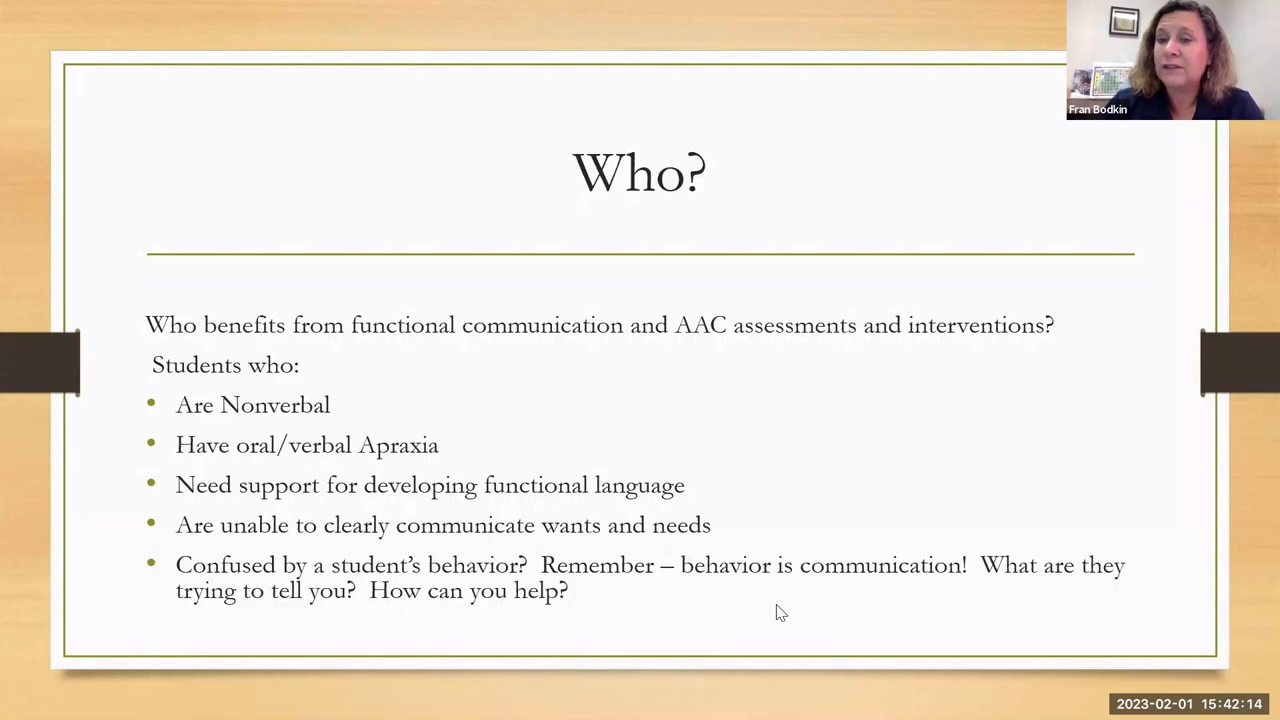 Fran Bodkin
Who?
Who benefits from functional communication and AAC assessments and interventions?
Students who:
• Are Nonverbal
• Have oral/verbal Apraxia
• Need support for developing functional language
• Are unable to clearly communicate wants and needs
• Confused by a student’s behavior?  Remember – behavior is communication!  What are they
trying to tell you?  How can you help?
2023-02-01 15:42:14